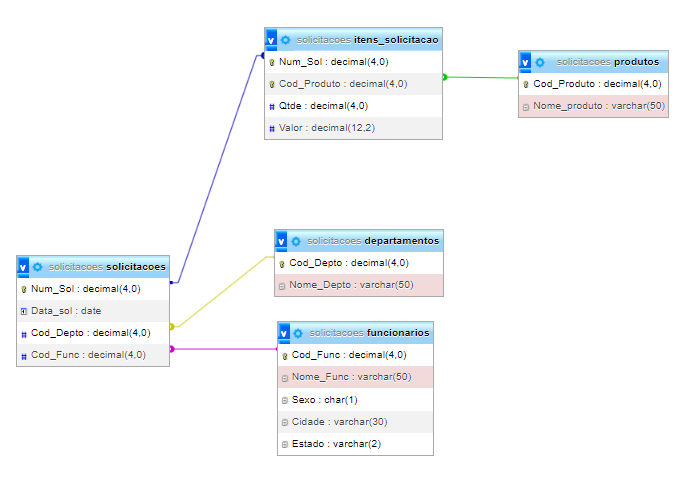 solicitacoes itens_solicitacao
Num_Sol : decimal(4,0)
Cod_Produto : decimal(4,0)
Qtde : decimal(4,0)
Valor : decimal(12,2)
solicitacoes produtos
Cod_Produto : decimal(4,0)
Nome_produto : varchar(50)
solicitacoes departamentos
Cod_Depto : decimal(4,0)
Nome_Depto : varchar(50)
solicitacoes solicitacoes
Num_Sol : decimal(4,0)
Data_sol : date
Cod_Depto : decimal(4,0)
Cod_Func : decimal(4,0)
solicitacoes funcionarios
Cod_Func : decimal(4,0)
Nome_Func : varchar(50)
Sexo : char(1)
Cidade : varchar(30)
Estado : varchar(2)